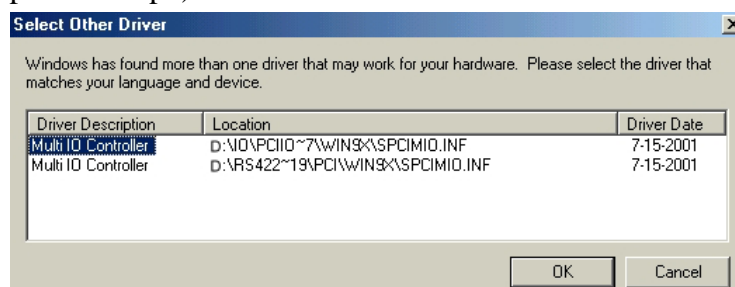 Select Other Driver
Windows has found more than one driver that may work for your hardware. Please select the driver that
matches your language and device.
Driver Description Location Driver Date
Multi IO Controller D:\IO\PCIIO~7\WIN9X\SPCIMIO.INF 7-15-2001
Multi IO Controller D:\RS422~19\PCI\WIN9X\SPCIMIO.INF 7-15-2001
OK Cancel